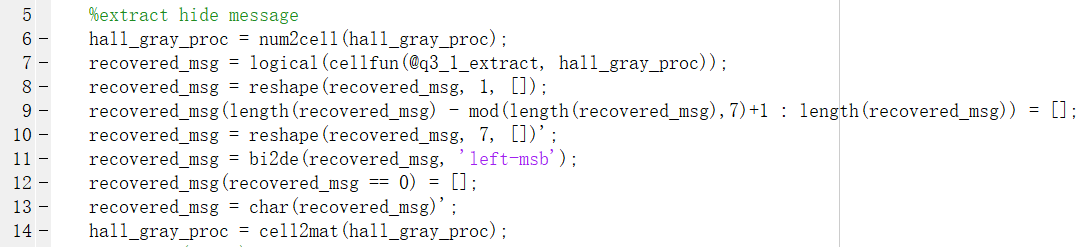 5 %extract hide message
6 - hall_gray_proc = num2cell(hall_gray_proc);
7 - recovered_msg = logical(cellfun(@q3_1_extract, hall_gray_proc));
8 - recovered_msg = reshape(recovered_msg, 1, []);
9 - recovered_msg(length(recovered_msg) - mod(length(recovered_msg),7)+1 : length(recovered_msg)) = [];
10 - recovered_msg = reshape(recovered_msg, 7, [])';
11 - recovered_msg = bi2de(recovered_msg, 'left-msb');
12 - recovered_msg(recovered_msg == 0) = [];
13 - recovered_msg = char(recovered_msg)';
14 - hall_gray_proc = cell2mat(hall_gray_proc);